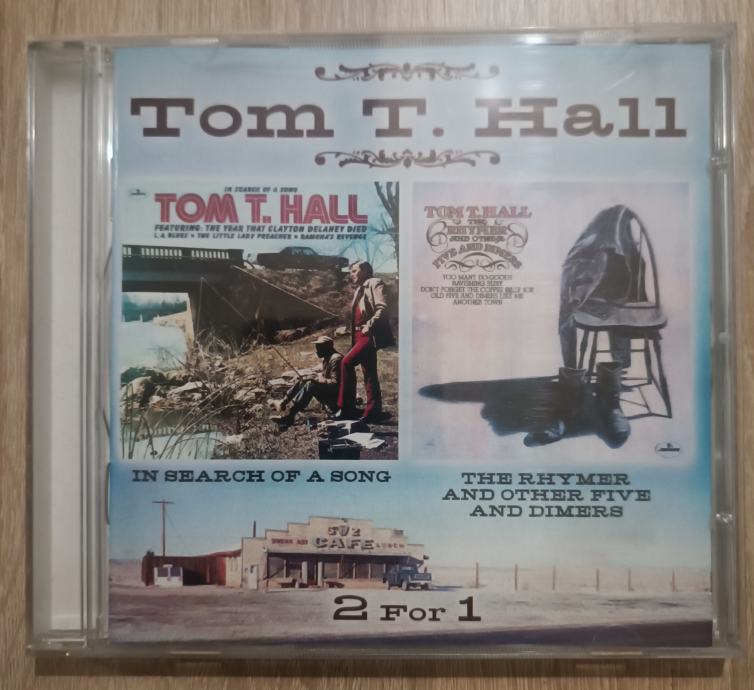 Tom T. Hall
IN SEARCH OF A SONG
TOM T. HALL
FEATURING: THE YEAR THAT CLAYTON DELANEY DIED
L.A. BLUES • THE LITTLE LADY PREACHER • RAMONA'S REVENGE
TOM T. HALL
THE
RHYMER
AND OTHER
FIVE AND DIMERS
TOO MANY DO-GOODS
RAVISHING RUBY
DON'T FORGET THE COFFEE BILLY JOE
OLD FIVE AND DIMERS LIKE ME
ANOTHER TOWN
IN SEARCH OF A SONG
THE RHYMER
AND OTHER FIVE
AND DIMERS
CAFE
2 For 1